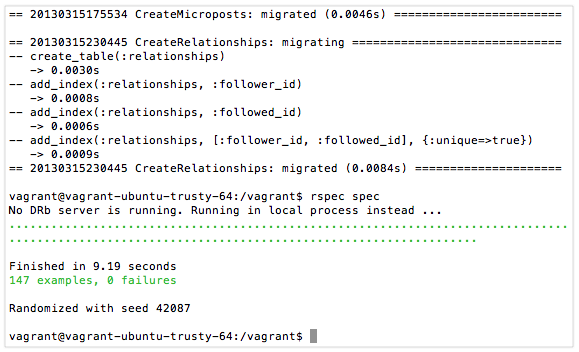 == 20130315175534 CreateMicroposts: migrated (0.0046s) ========================
== 20130315230445 CreateRelationships: migrating ==============================
-- create_table(:relationships)
-> 0.0030s
-- add_index(:relationships, :follower_id)
-> 0.0008s
-- add_index(:relationships, :followed_id)
-> 0.0006s
-- add_index(:relationships, [:follower_id, :followed_id], {:unique=>true})
-> 0.0009s
== 20130315230445 CreateRelationships: migrated (0.0084s) =====================
vagrant@vagrant-ubuntu-trusty-64:/vagrant$ rspec spec
No DRb server is running. Running in local process instead ...
................................................................................
...................................................................
Finished in 9.19 seconds
147 examples, 0 failures
Randomized with seed 42087
vagrant@vagrant-ubuntu-trusty-64:/vagrant$